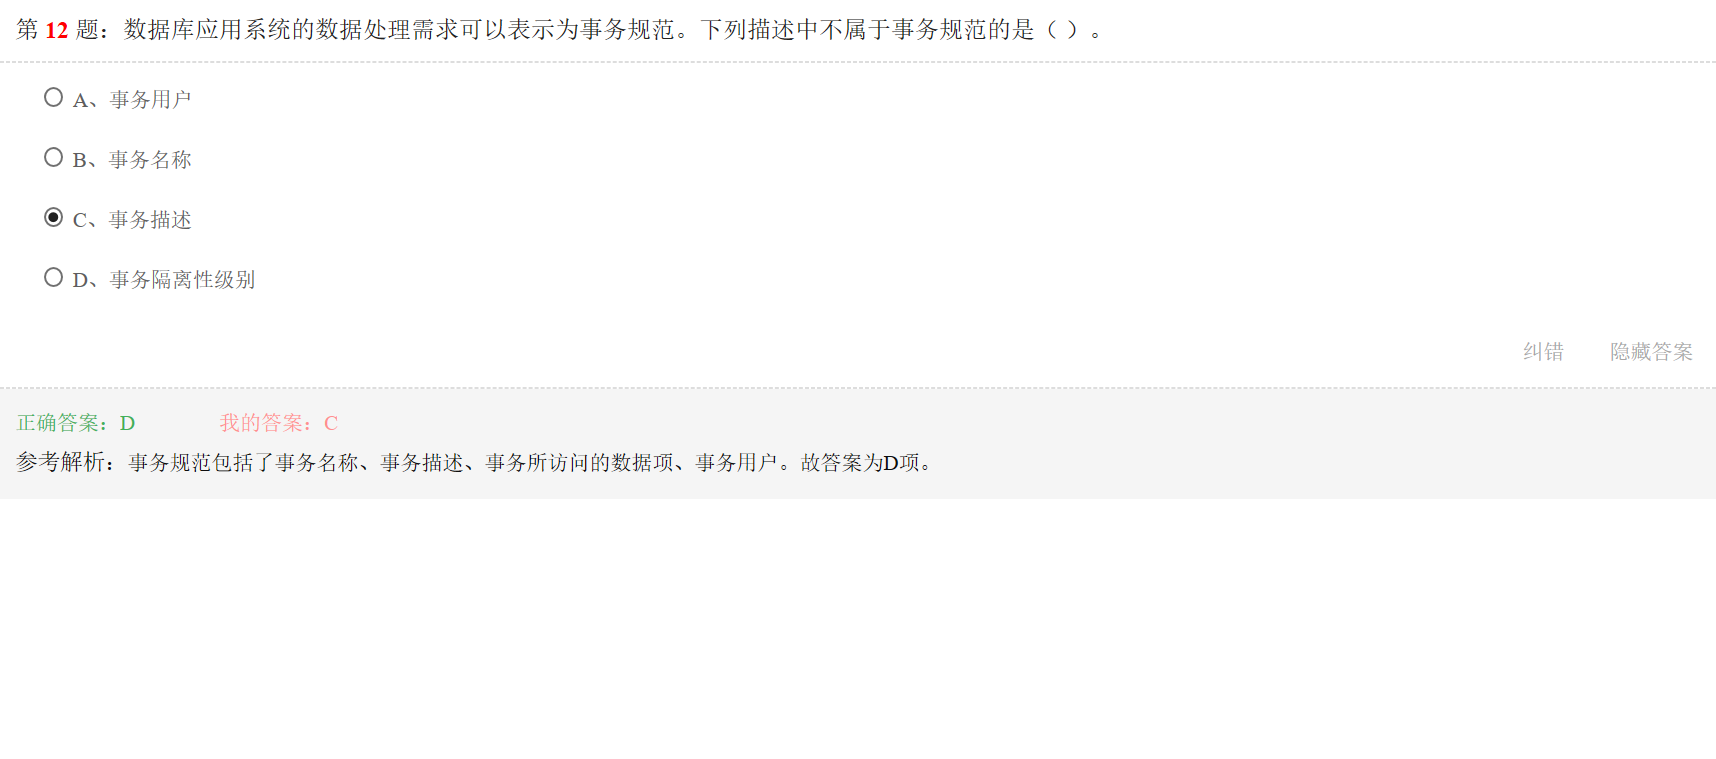 第 12 题：数据库应用系统的数据处理需求可以表示为事务规范。下列描述中不属于事务规范的是（ ）。
A、事务用户
B、事务名称
C、事务描述
D、事务隔离性级别
纠错 隐藏答案
正确答案：D 我的答案：C
参考解析：事务规范包括了事务名称、事务描述、事务所访问的数据项、事务用户。故答案为D项。